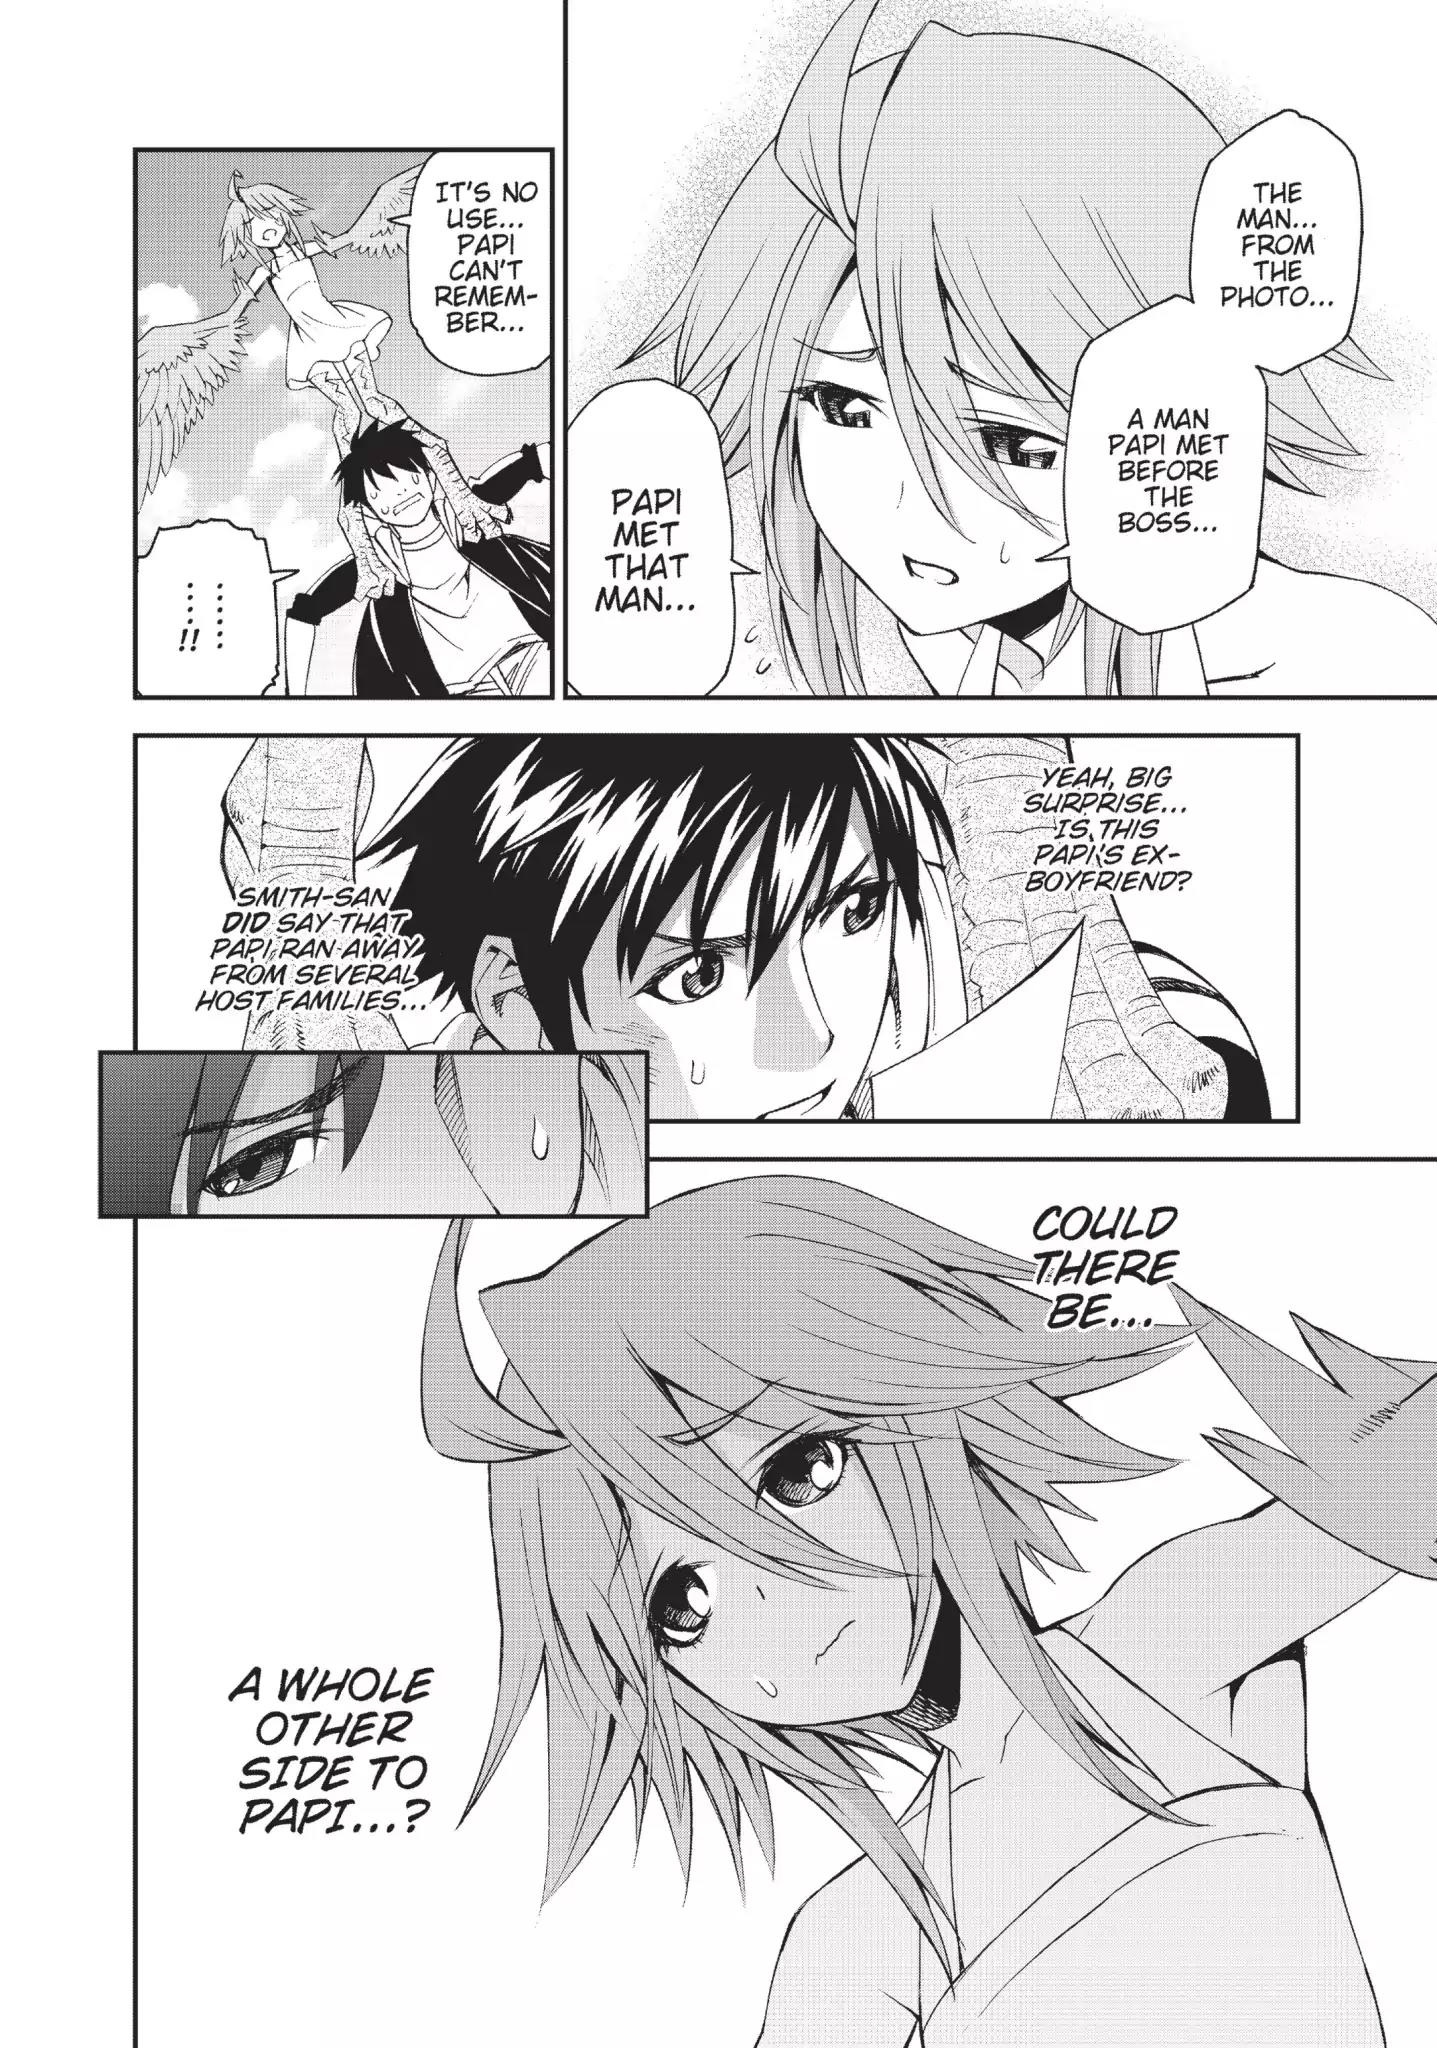 THE
MAN...
FROM
THE
PHOTO...
A MAN
PAPI MET
BEFORE
THE
BOSS...
PAPI
MET
THAT
MAN...
IT'S NO
USE...
PAPI
CAN'T
REMEM-
BER...
......
......!!
YEAH, BIG
SURPRISE...
IS THIS
PAPI'S EX-
BOYFRIEND?
SMITH-SAN
DID SAY THAT
PAPI RAN AWAY
FROM SEVERAL
HOST FAMILIES...
COULD
THERE
BE...
A WHOLE
OTHER
SIDE TO
PAPI...?